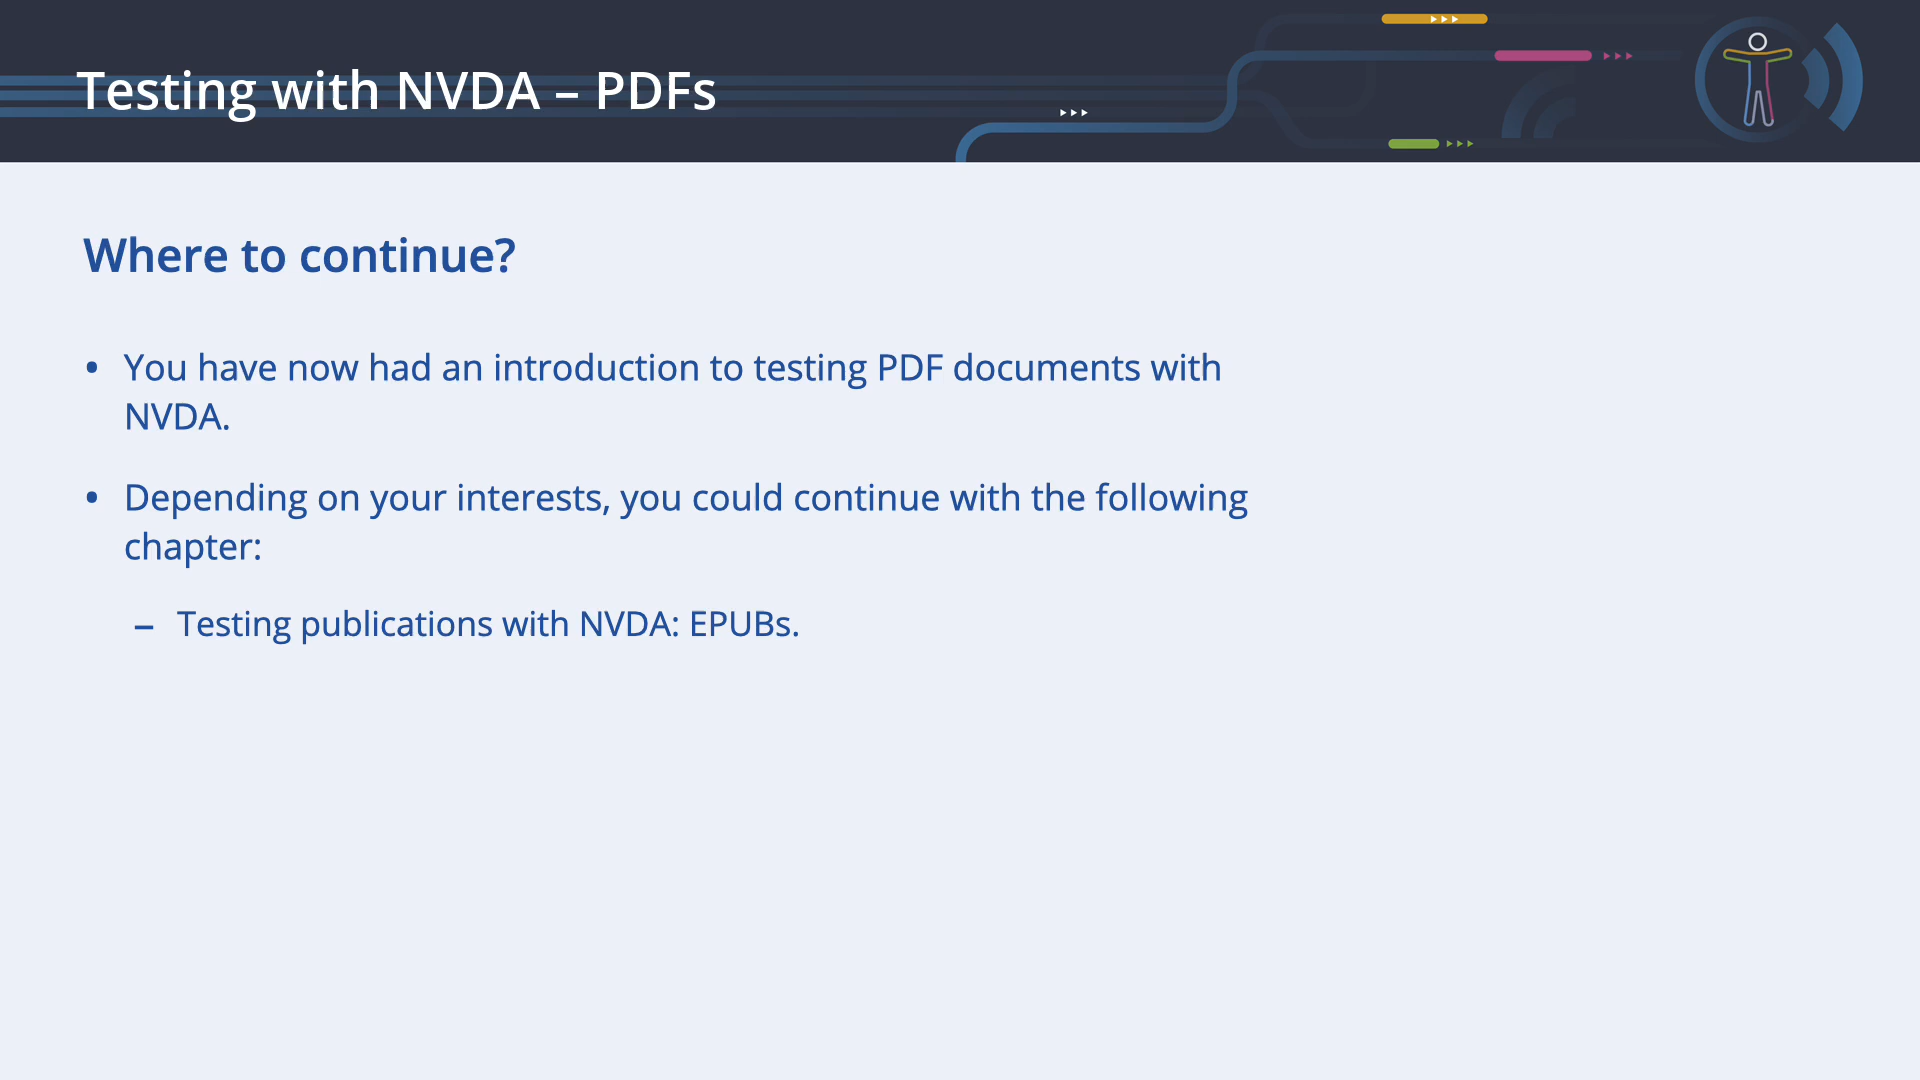 Testing with NVDA – PDFs
Where to continue?
• You have now had an introduction to testing PDF documents with
NVDA.
• Depending on your interests, you could continue with the following
chapter:
– Testing publications with NVDA: EPUBs.